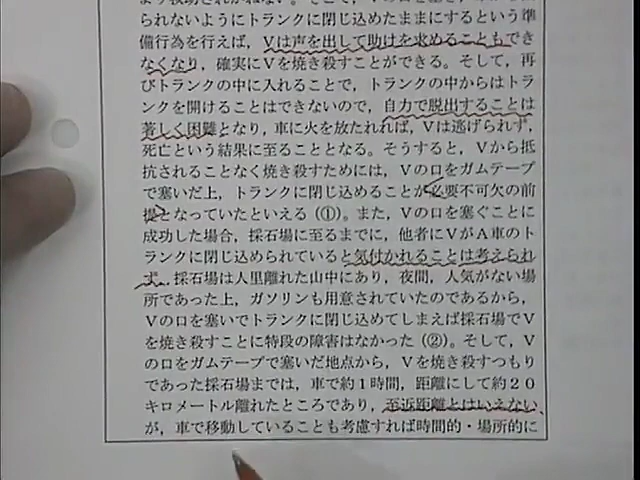 られないようにトランクに閉じ込めたままにするという準
備行為を行えば，Ｖは声を出して助けを求めることもでき
なくなり，確実にＶを焼き殺すことができる。そして，再
びトランクの中に入れることで，トランクの中からはトラ
ンクを開けることはできないので，自力で脱出することは
著しく困難となり，車に火を放たれれば，Ｖは逃げられず，
死亡という結果に至ることとなる。そうすると，Ｖから抵
抗されることなく焼き殺すためには，Ｖの口をガムテープ
で塞いだ上，トランクに閉じ込めることが必要不可欠の前
提となっていたといえる（①）。また，Ｖの口を塞ぐことに
成功した場合，採石場に至るまでに，他者にＶがＡ車のト
ランクに閉じ込められていると気付かれることは考えられ
ず，採石場は人里離れた山中にあり，夜間，人気がない場
所であった上，ガソリンも用意されていたのであるから，
Ｖの口を塞いでトランクに閉じ込めてしまえば採石場でＶ
を焼き殺すことに特段の障害はなかった（②）。そして，Ｖ
の口をガムテープで塞いだ地点から，Ｖを焼き殺すつもり
であった採石場までは，車で約１時間，距離にして約２０
キロメートル離れたところであり，至近距離とはいえない
が，車で移動していることも考慮すれば時間的・場所的に